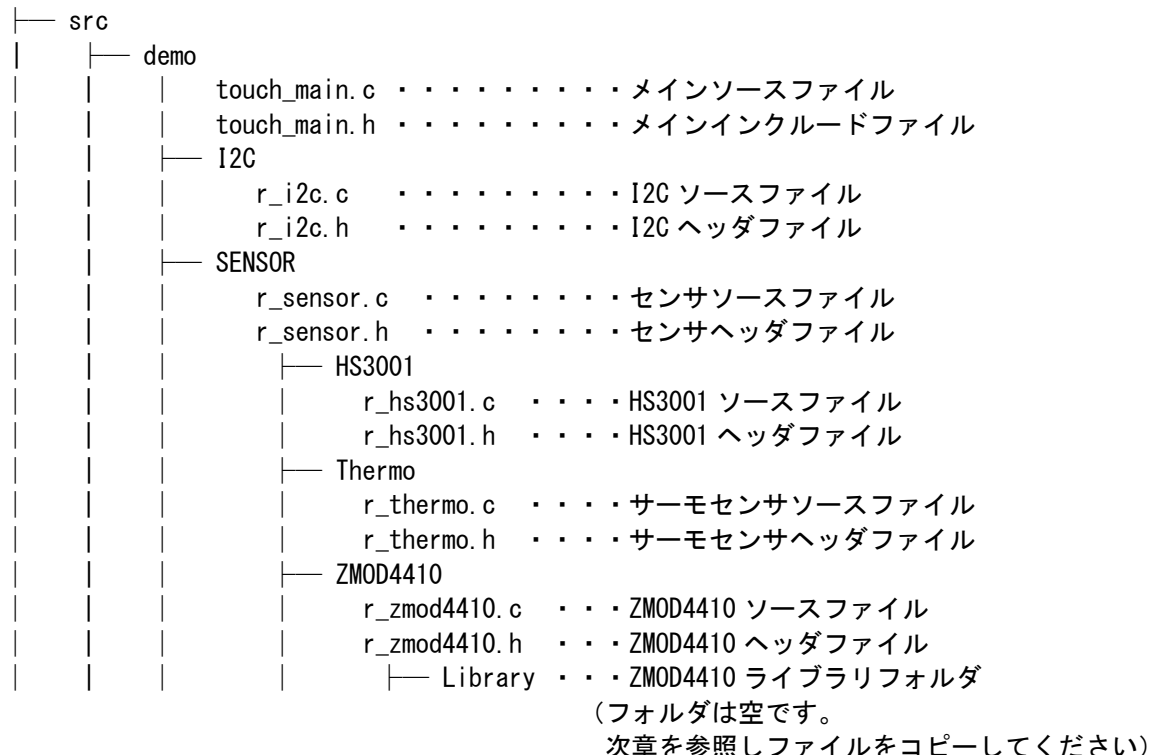 ├── src
│ ├── demo
│ │ │ touch_main.c ・・・・・・・・・メインソースファイル
│ │ │ touch_main.h ・・・・・・・・・メインインクルードファイル
│ │ ├── I2C
│ │ │ r_i2c.c ・・・・・・・・・I2C ソースファイル
│ │ │ r_i2c.h ・・・・・・・・・I2C ヘッダファイル
│ │ ├── SENSOR
│ │ │ r_sensor.c ・・・・・・・・センサソースファイル
│ │ │ r_sensor.h ・・・・・・・・センサヘッダファイル
│ │ │ ├── HS3001
│ │ │ │ r_hs3001.c ・・・・HS3001 ソースファイル
│ │ │ │ r_hs3001.h ・・・・HS3001 ヘッダファイル
│ │ │ ├── Thermo
│ │ │ │ r_thermo.c ・・・・サーモセンサソースファイル
│ │ │ │ r_thermo.h ・・・・サーモセンサヘッダファイル
│ │ │ ├── ZMOD4410
│ │ │ │ r_zmod4410.c ・・・ZMOD4410 ソースファイル
│ │ │ │ r_zmod4410.h ・・・ZMOD4410 ヘッダファイル
│ │ │ │ ├── Library ・・・ZMOD4410 ライブラリフォルダ
(フォルダは空です。
次章を参照しファイルをコピーしてください)